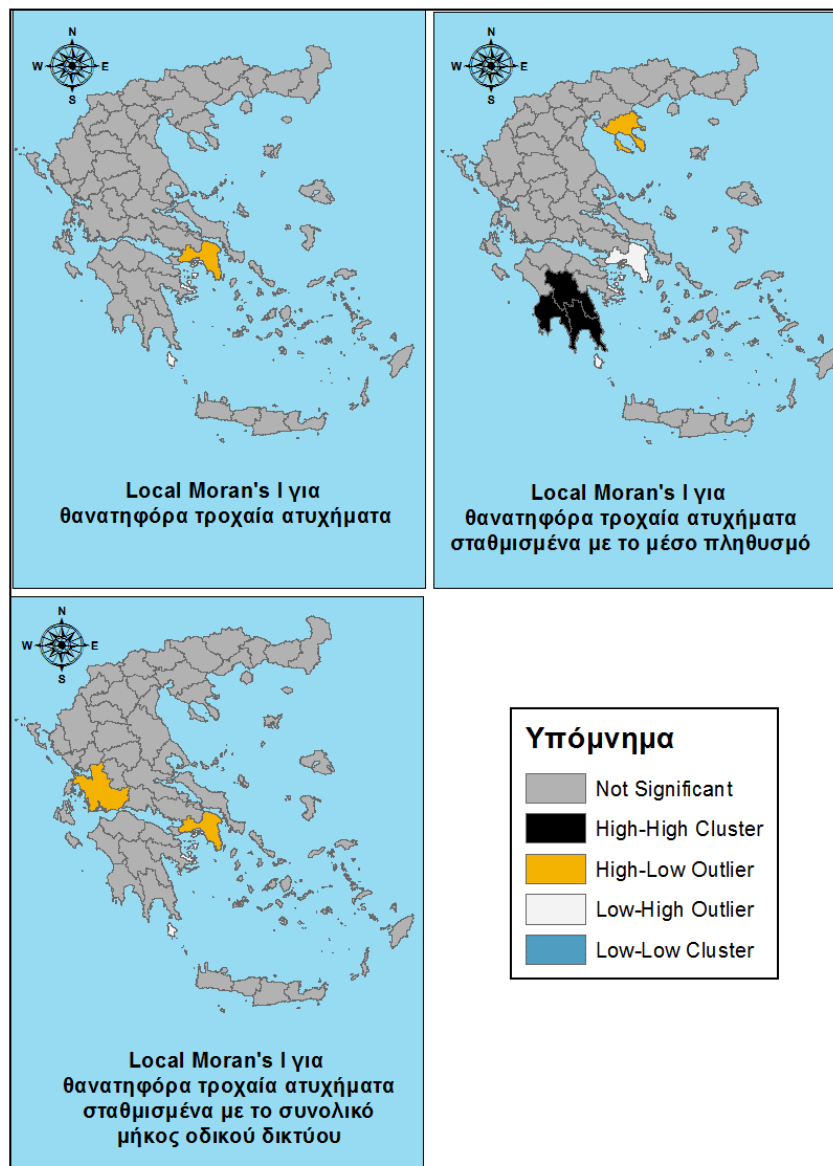 N
W E
S
Local Moran's I για
θανατηφόρα τροχαία ατυχήματα
N
W E
S
Local Moran's I για
θανατηφόρα τροχαία ατυχήματα
σταθμισμένα με το μέσο πληθυσμό
N
W E
S
Local Moran's I για
θανατηφόρα τροχαία ατυχήματα
σταθμισμένα με το συνολικό
μήκος οδικού δικτύου
Υπόμνημα
Not Significant
High-High Cluster
High-Low Outlier
Low-High Outlier
Low-Low Cluster